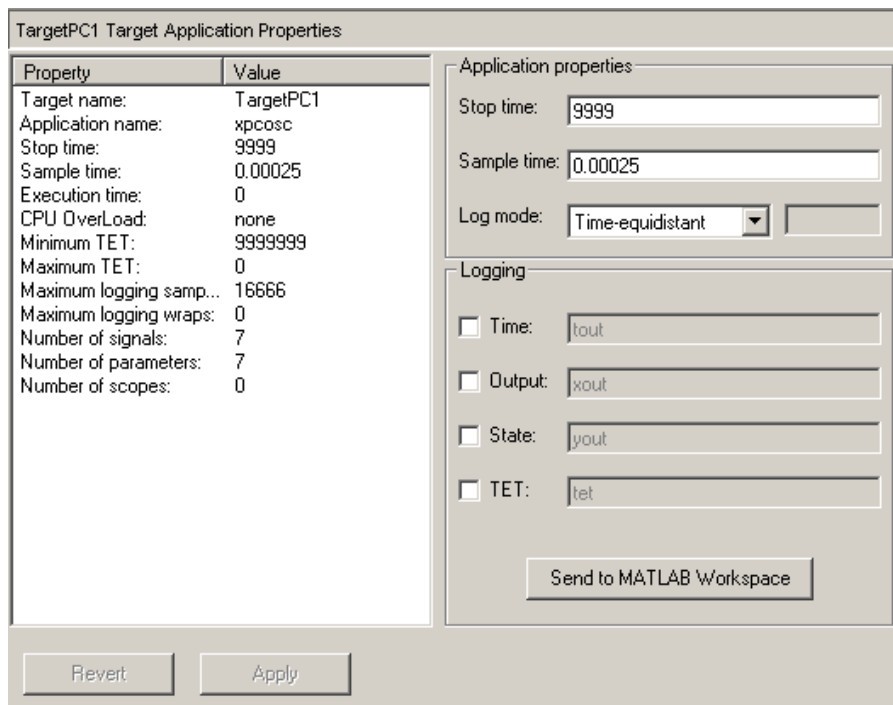 TargetPC1 Target Application Properties
Property Value
Target name: TargetPC1
Application name: xpcosc
Stop time: 9999
Sample time: 0.00025
Execution time: 0
CPU OverLoad: none
Minimum TET: 9999999
Maximum TET: 0
Maximum logging samp... 16666
Maximum logging wraps: 0
Number of signals: 7
Number of parameters: 7
Number of scopes: 0
Application properties
Stop time: 9999
Sample time: 0.00025
Log mode: Time-equidistant
Logging
Time: tout
Output: xout
State: yout
TET: tet
Send to MATLAB Workspace
Revert Apply